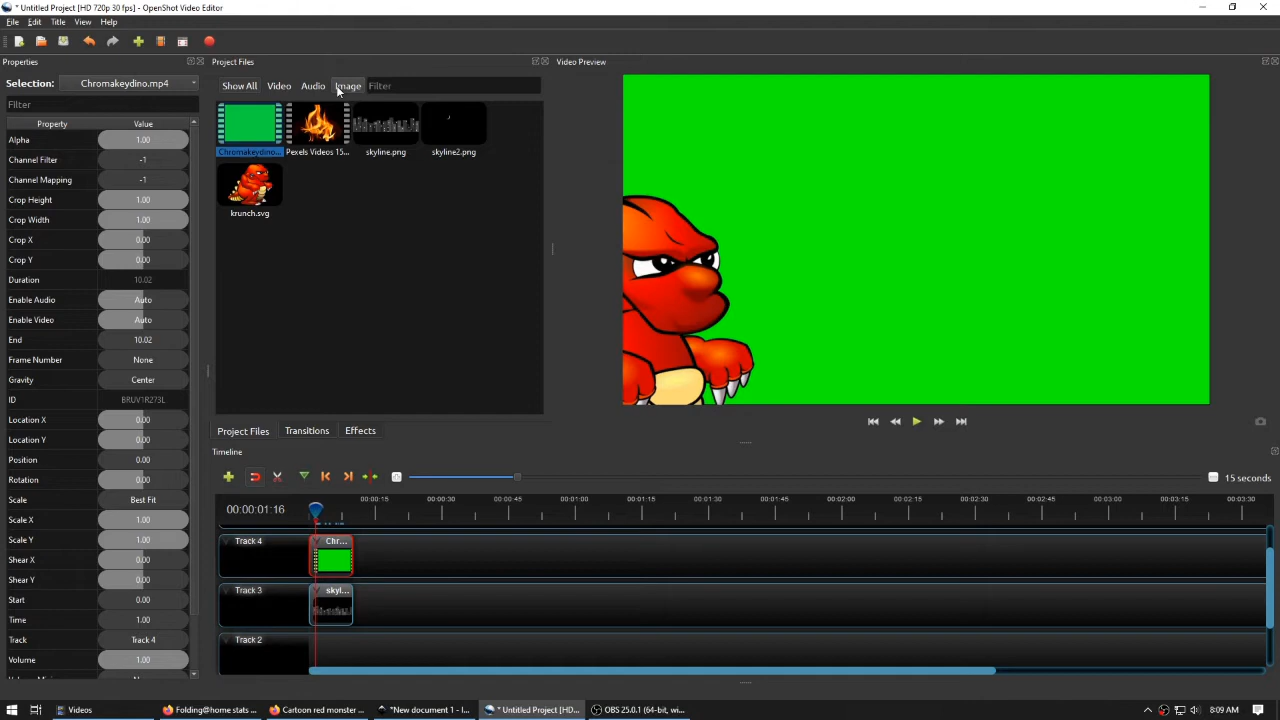 * Untitled Project [HD 720p 30 fps] - OpenShot Video Editor
File Edit Title View Help
Properties
Project Files
Video Preview
Selection: Chromakeydino.mp4
Show All Video Audio Image Filter
Filter
Property Value
Alpha 1.00
Channel Filter -1
Channel Mapping -1
Crop Height 1.00
Crop Width 1.00
Crop X 0.00
Crop Y 0.00
Duration 10.02
Enable Audio Auto
Enable Video Auto
End 10.02
Frame Number None
Gravity Center
ID BRUV1R273L
Location X 0.00
Location Y 0.00
Position 0.00
Rotation 0.00
Scale Best Fit
Scale X 1.00
Scale Y 1.00
Shear X 0.00
Shear Y 0.00
Start 0.00
Time 1.00
Track Track 4
Volume 1.00
Chromakeydino... Pexels Videos 15... skyline.png skyline2.png
krunch.svg
Project Files Transitions Effects
Timeline
15 seconds
00:00:01:16
00:00:15 00:00:30 00:00:45 00:01:00 00:01:15 00:01:30 00:01:45 00:02:00 00:02:15 00:02:30 00:02:45 00:03:00 00:03:15 00:03:30
Track 4 Chr...
Track 3 skyl...
Track 2
Videos Folding@home stats ... Cartoon red monster ... *New document 1 - I... * Untitled Project [HD... OBS 25.0.1 (64-bit, wi... 8:09 AM